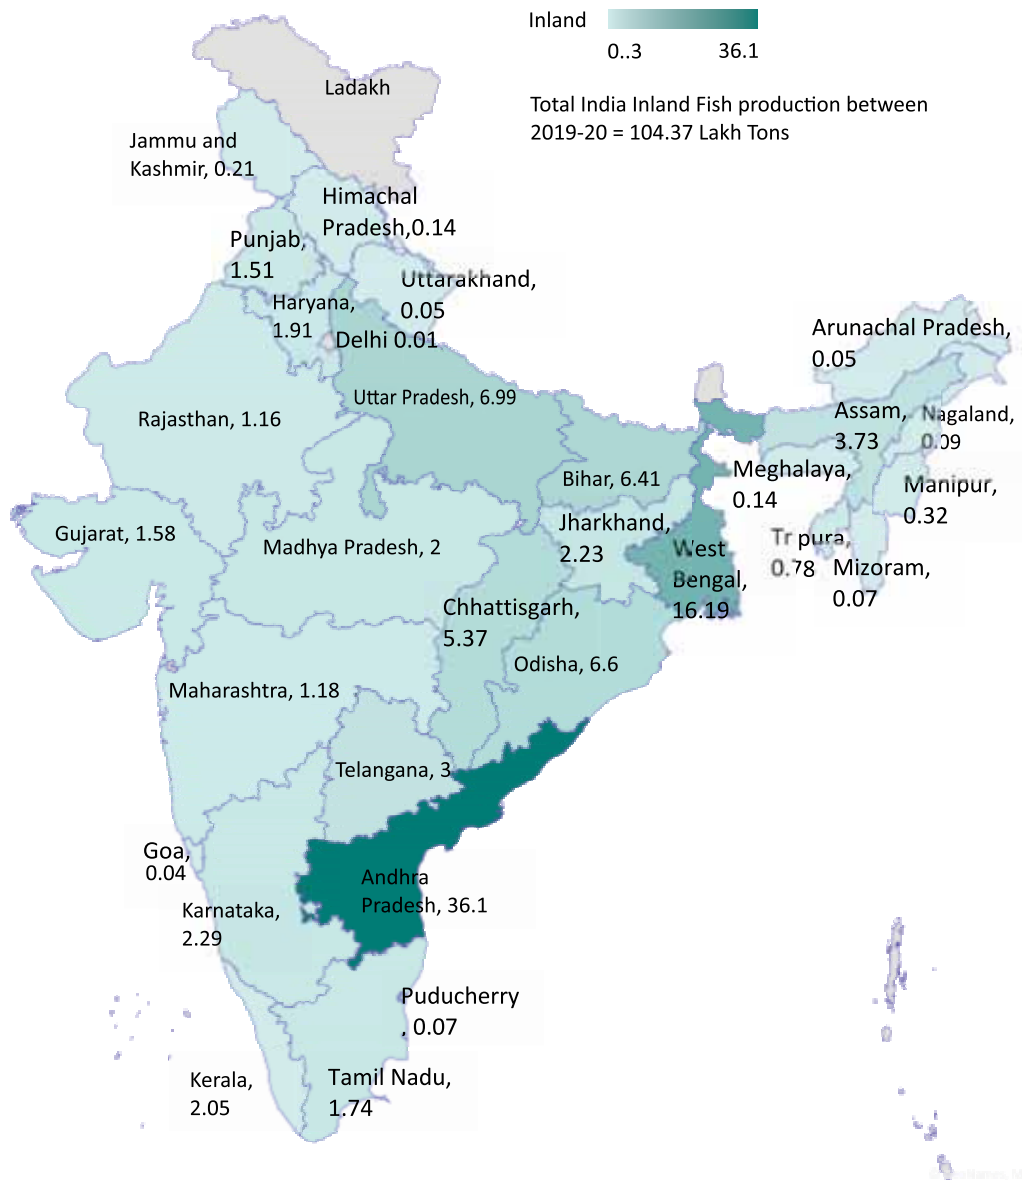 Inland
0..3 36.1
Total India Inland Fish production between
2019-20 = 104.37 Lakh Tons
Ladakh
Jammu and
Kashmir, 0.21
Himachal
Pradesh,0.14
Punjab,
1.51
Uttarakhand,
0.05
Haryana,
1.91
Delhi 0.01
Arunachal Pradesh,
0.05
Uttar Pradesh, 6.99
Rajasthan, 1.16
Assam,
3.73
Nagaland,
0.09
Bihar, 6.41
Meghalaya,
0.14
Manipur,
0.32
Gujarat, 1.58
Madhya Pradesh, 2
Jharkhand,
2.23
West
Bengal,
16.19
Tripura,
0.78
Mizoram,
0.07
Chhattisgarh,
5.37
Odisha, 6.6
Maharashtra, 1.18
Telangana, 3
Goa,
0.04
Andhra
Pradesh, 36.1
Karnataka,
2.29
Puducherry
, 0.07
Kerala,
2.05
Tamil Nadu,
1.74